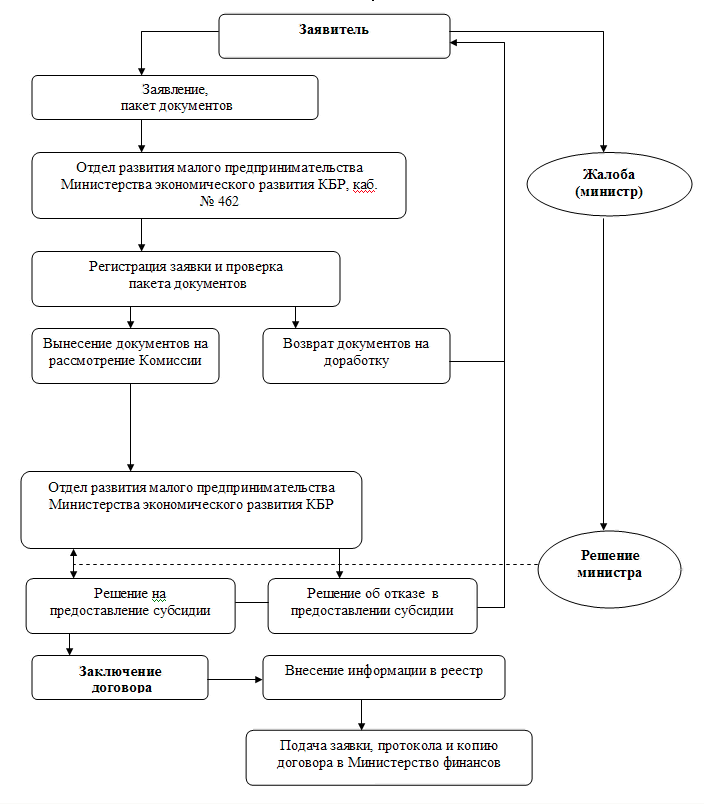 Заявитель
Заявление,
пакет документов
Отдел развития малого предпринимательства
Министерства экономического развития КБР, каб.
№ 462
Жалоба
(министр)
Регистрация заявки и проверка
пакета документов
Вынесение документов на
рассмотрение Комиссии
Возврат документов на
доработку
Отдел развития малого предпринимательства
Министерства экономического развития КБР
Решение
министра
Решение на
предоставление субсидии
Решение об отказе в
предоставлении субсидии
Заключение
договора
Внесение информации в реестр
Подача заявки, протокола и копию
договора в Министерство финансов